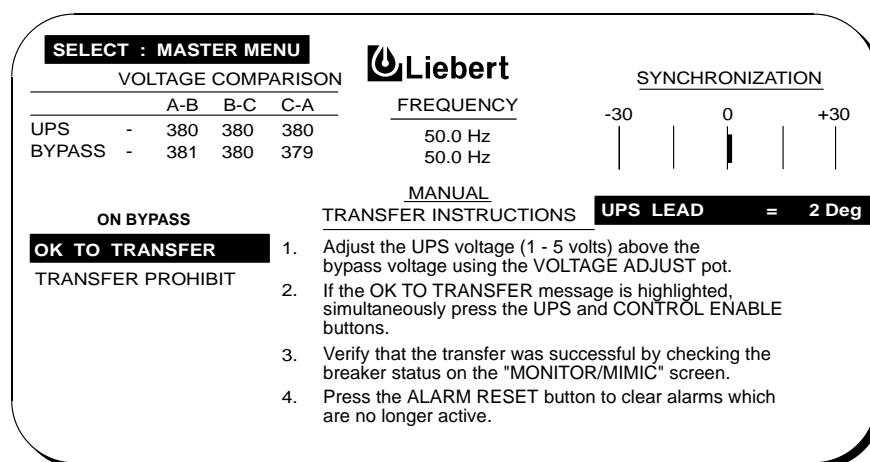 SELECT : MASTER MENU
Liebert
VOLTAGE COMPARISON
A-B B-C C-A
UPS - 380 380 380
BYPASS - 381 380 379
FREQUENCY
50.0 Hz
50.0 Hz
SYNCHRONIZATION
-30 0 +30
UPS LEAD = 2 Deg
ON BYPASS
OK TO TRANSFER
TRANSFER PROHIBIT
MANUAL
TRANSFER INSTRUCTIONS
1. Adjust the UPS voltage (1 - 5 volts) above the
bypass voltage using the VOLTAGE ADJUST pot.
2. If the OK TO TRANSFER message is highlighted,
simultaneously press the UPS and CONTROL ENABLE
buttons.
3. Verify that the transfer was successful by checking the
breaker status on the "MONITOR/MIMIC" screen.
4. Press the ALARM RESET button to clear alarms which
are no longer active.